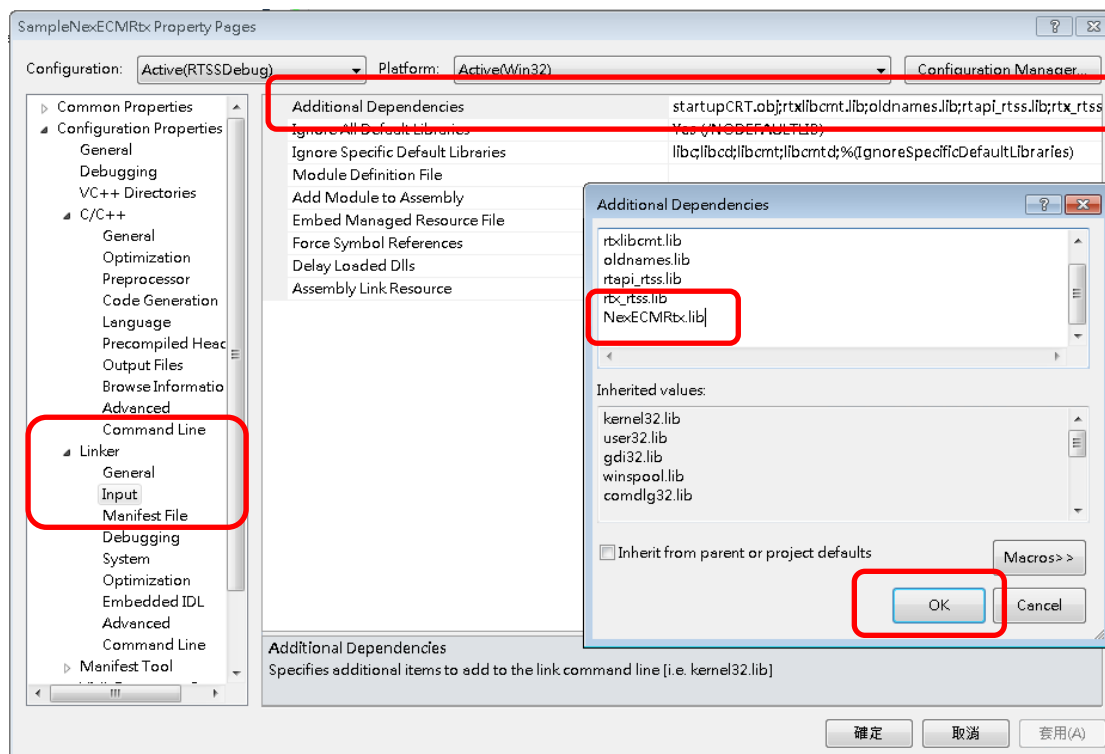 SampleNexECMRtx Property Pages
Configuration: Active(RTSSDebug) Platform: Active(Win32) Configuration Manager...
Common Properties
Configuration Properties
General
Debugging
VC++ Directories
C/C++
General
Optimization
Preprocessor
Code Generation
Language
Precompiled Heac
Output Files
Browse Informatio
Advanced
Command Line
Linker
General
Input
Manifest File
Debugging
System
Optimization
Embedded IDL
Advanced
Command Line
Manifest Tool
Additional Dependencies startupCRT.obj;rtxlibcmt.lib;oldnames.lib;rtapi_rtss.lib;rtx_rtss
Ignore All Default Libraries Yes (/NODEFAULTLIB)
Ignore Specific Default Libraries libc;libcd;libcmt;libcmtd;%(IgnoreSpecificDefaultLibraries)
Module Definition File
Add Module to Assembly
Embed Managed Resource File
Force Symbol References
Delay Loaded Dlls
Assembly Link Resource
Additional Dependencies
rtxlibcmt.lib
oldnames.lib
rtapi_rtss.lib
rtx_rtss.lib
NexECMRtx.lib
Inherited values:
kernel32.lib
user32.lib
gdi32.lib
winspool.lib
comdlg32.lib
Inherit from parent or project defaults
Macros>>
OK Cancel
Additional Dependencies
Specifies additional items to add to the link command line [i.e. kernel32.lib]
確定 取消 套用(A)